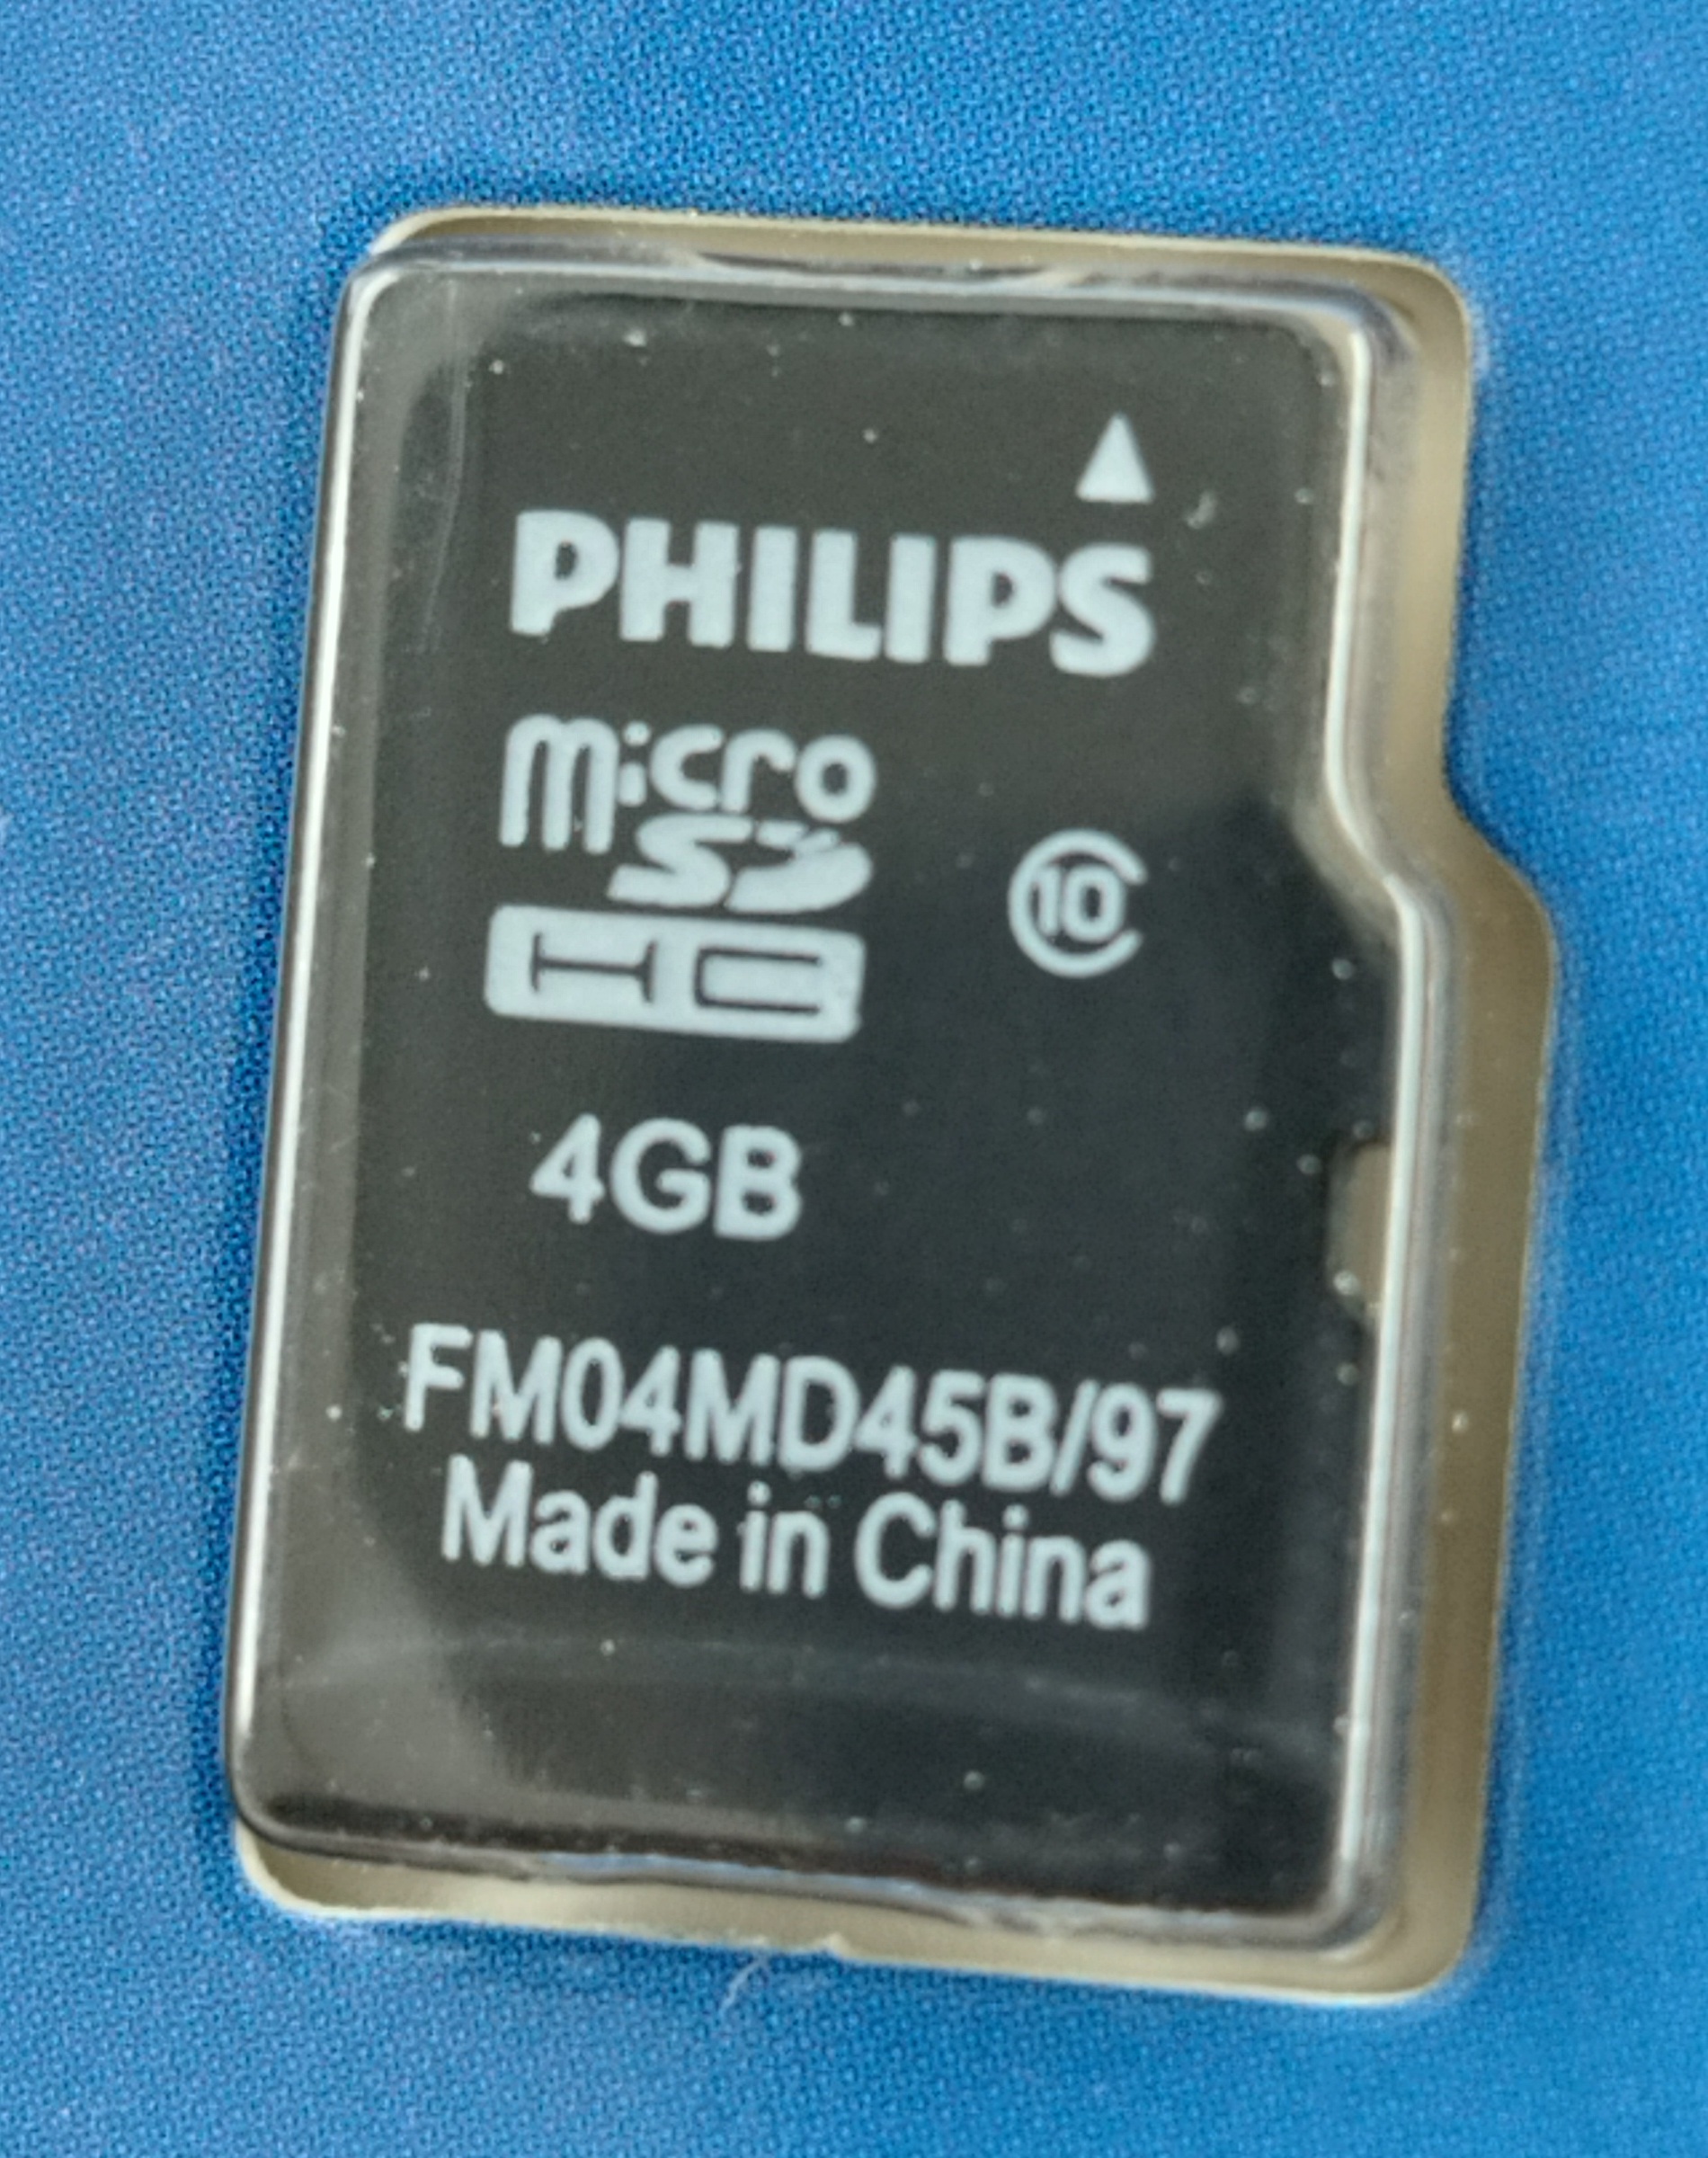 PHILIPS
micro
SD
HC
10
4GB
FM04MD45B/97
Made in China